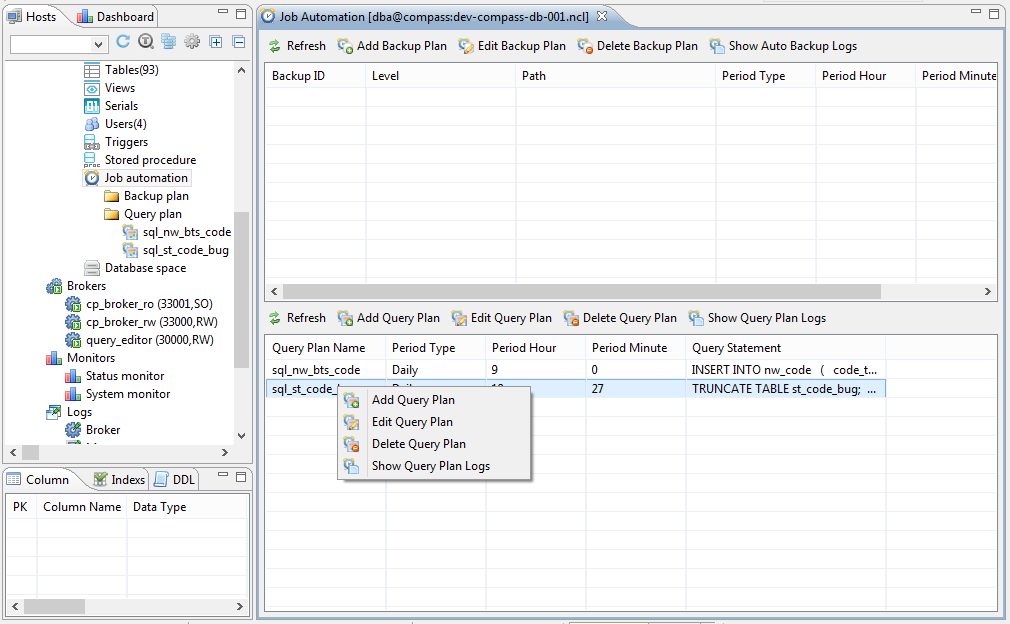 Hosts
Dashboard
Tables(93)
Views
Serials
Users(4)
Triggers
Stored procedure
Job automation
Backup plan
Query plan
sql_nw_bts_code
sql_st_code_bug
Database space
Brokers
cp_broker_ro (33001,SO)
cp_broker_rw (33000,RW)
query_editor (30000,RW)
Monitors
Status monitor
System monitor
Logs
Broker
Column
Indexs
DDL
PK Column Name Data Type
Job Automation [dba@compass:dev-compass-db-001.ncl]
Refresh Add Backup Plan Edit Backup Plan Delete Backup Plan Show Auto Backup Logs
Backup ID Level Path Period Type Period Hour Period Minute
Refresh Add Query Plan Edit Query Plan Delete Query Plan Show Query Plan Logs
Query Plan Name Period Type Period Hour Period Minute Query Statement
sql_nw_bts_code Daily 9 0 INSERT INTO nw_code ( code_t...
sql_st_code_ 27 TRUNCATE TABLE st_code_bug; ...
Add Query Plan
Edit Query Plan
Delete Query Plan
Show Query Plan Logs